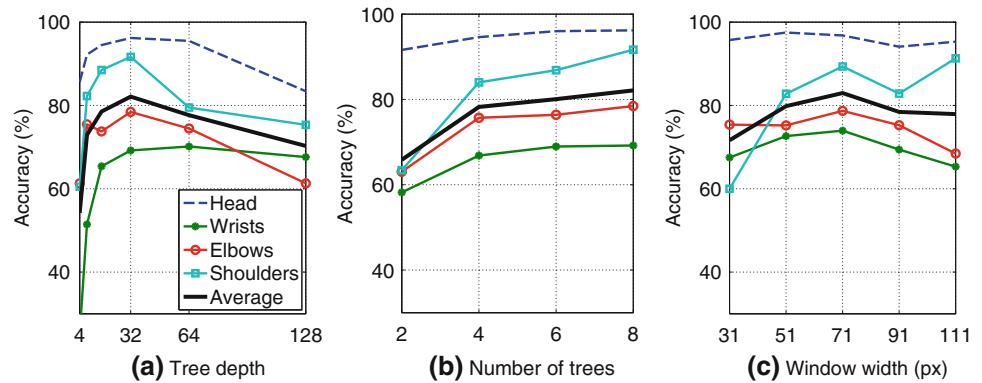 100
80
60
40
Accuracy (%)
Head
Wrists
Elbows
Shoulders
Average
4 32 64 128
(a) Tree depth
100
80
60
40
Accuracy (%)
2 4 6 8
(b) Number of trees
100
80
60
40
Accuracy (%)
31 51 71 91 111
(c) Window width (px)